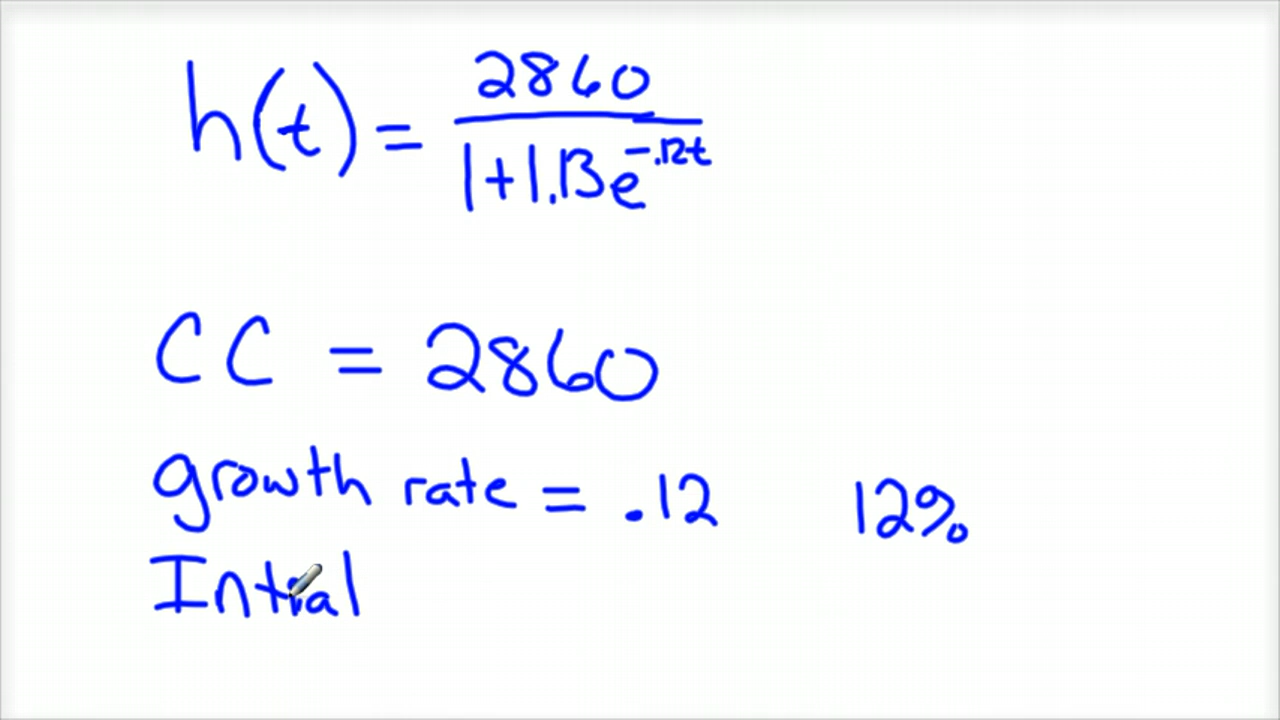 h(t) = 2860 / 1+1.13e^-.12t
CC = 2860
growth rate = .12 12%
Intial